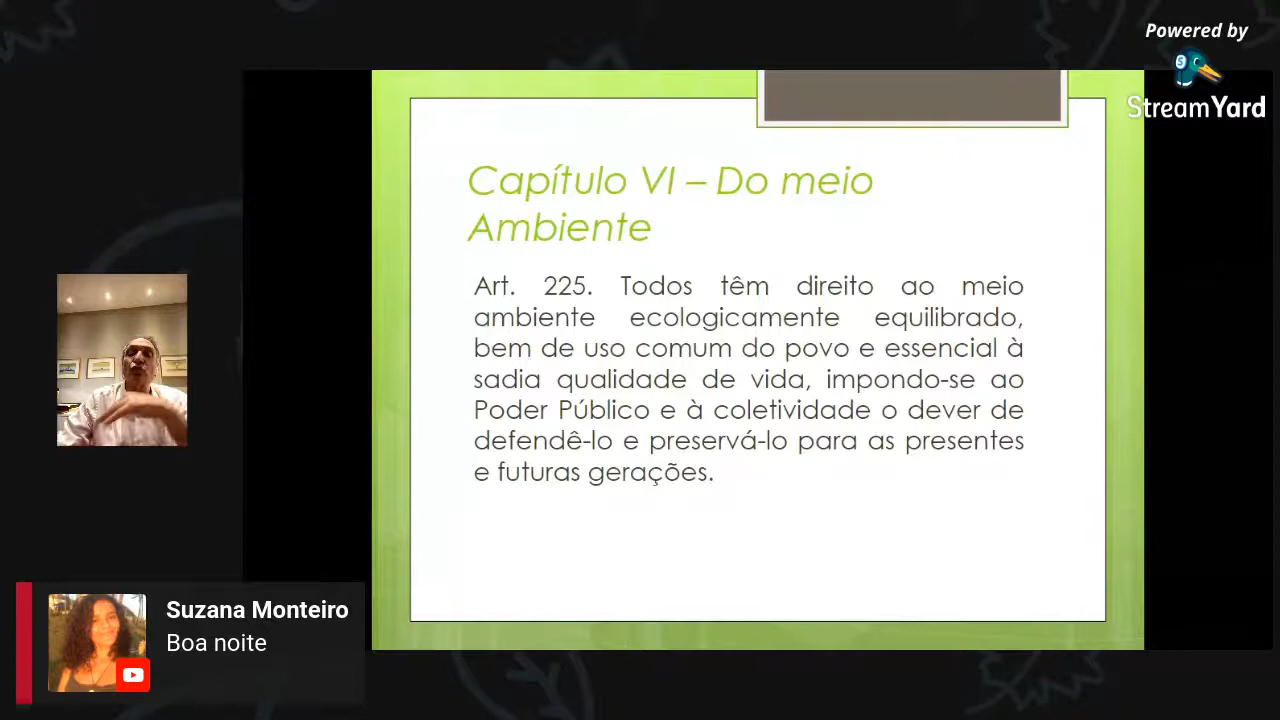 Powered by
StreamYard
Capítulo VI – Do meio
Ambiente
Art. 225. Todos têm direito ao meio
ambiente ecologicamente equilibrado,
bem de uso comum do povo e essencial à
sadia qualidade de vida, impondo-se ao
Poder Público e à coletividade o dever de
defendê-lo e preservá-lo para as presentes
e futuras gerações.
Suzana Monteiro
Boa noite